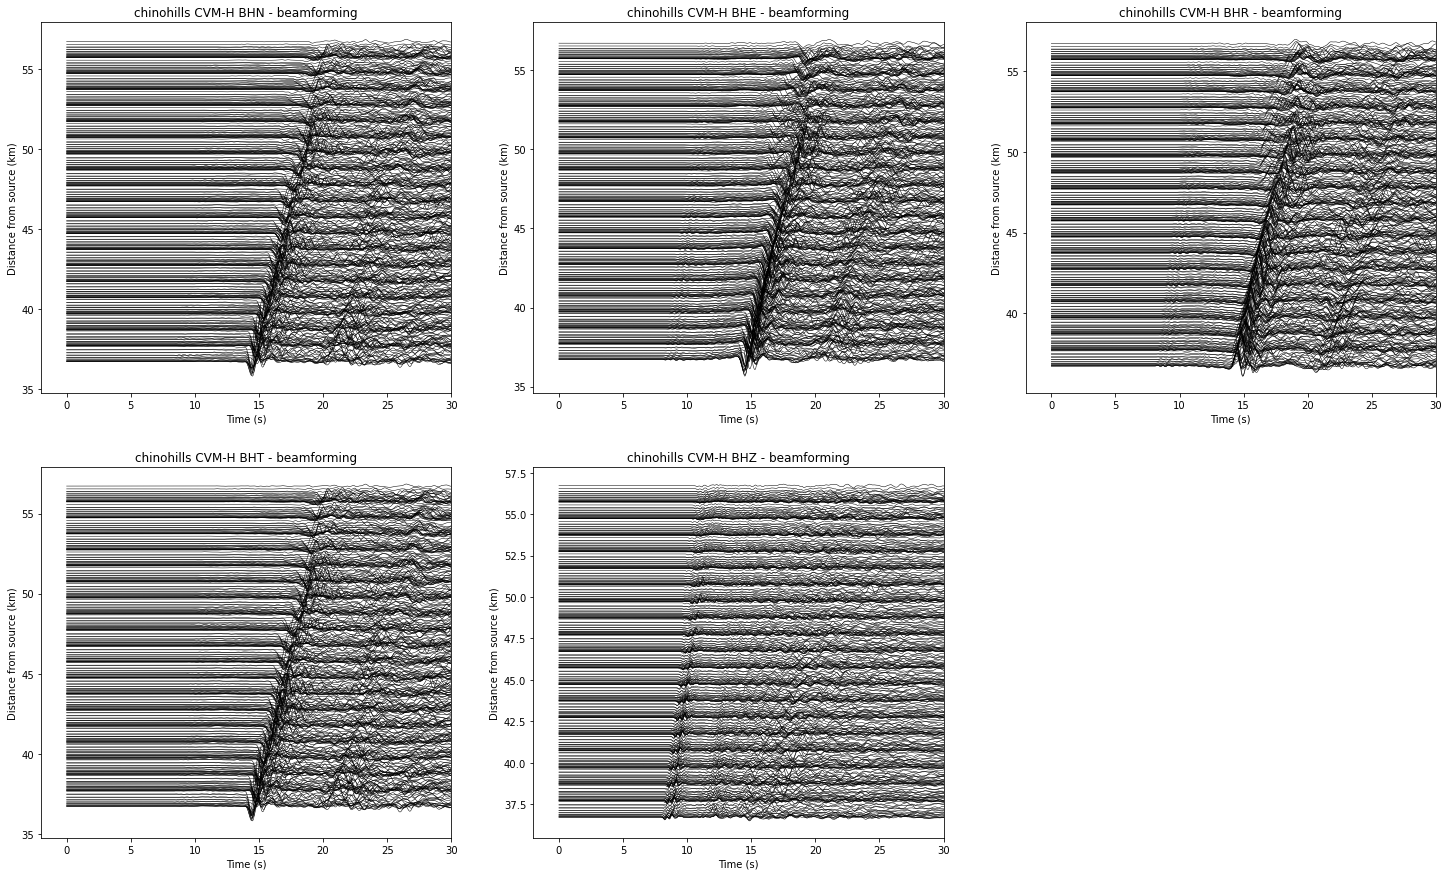 chinohills CVM-H BHN - beamforming
Distance from source (km)
55
50
45
40
35
0 5 10 15 20 25 30
Time (s)
chinohills CVM-H BHE - beamforming
Distance from source (km)
55
50
45
40
35
0 5 10 15 20 25 30
Time (s)
chinohills CVM-H BHR - beamforming
Distance from source (km)
55
50
45
40
0 5 10 15 20 25 30
Time (s)
chinohills CVM-H BHT - beamforming
Distance from source (km)
55
50
45
40
35
0 5 10 15 20 25 30
Time (s)
chinohills CVM-H BHZ - beamforming
Distance from source (km)
57.5
55.0
52.5
50.0
47.5
45.0
42.5
40.0
37.5
0 5 10 15 20 25 30
Time (s)